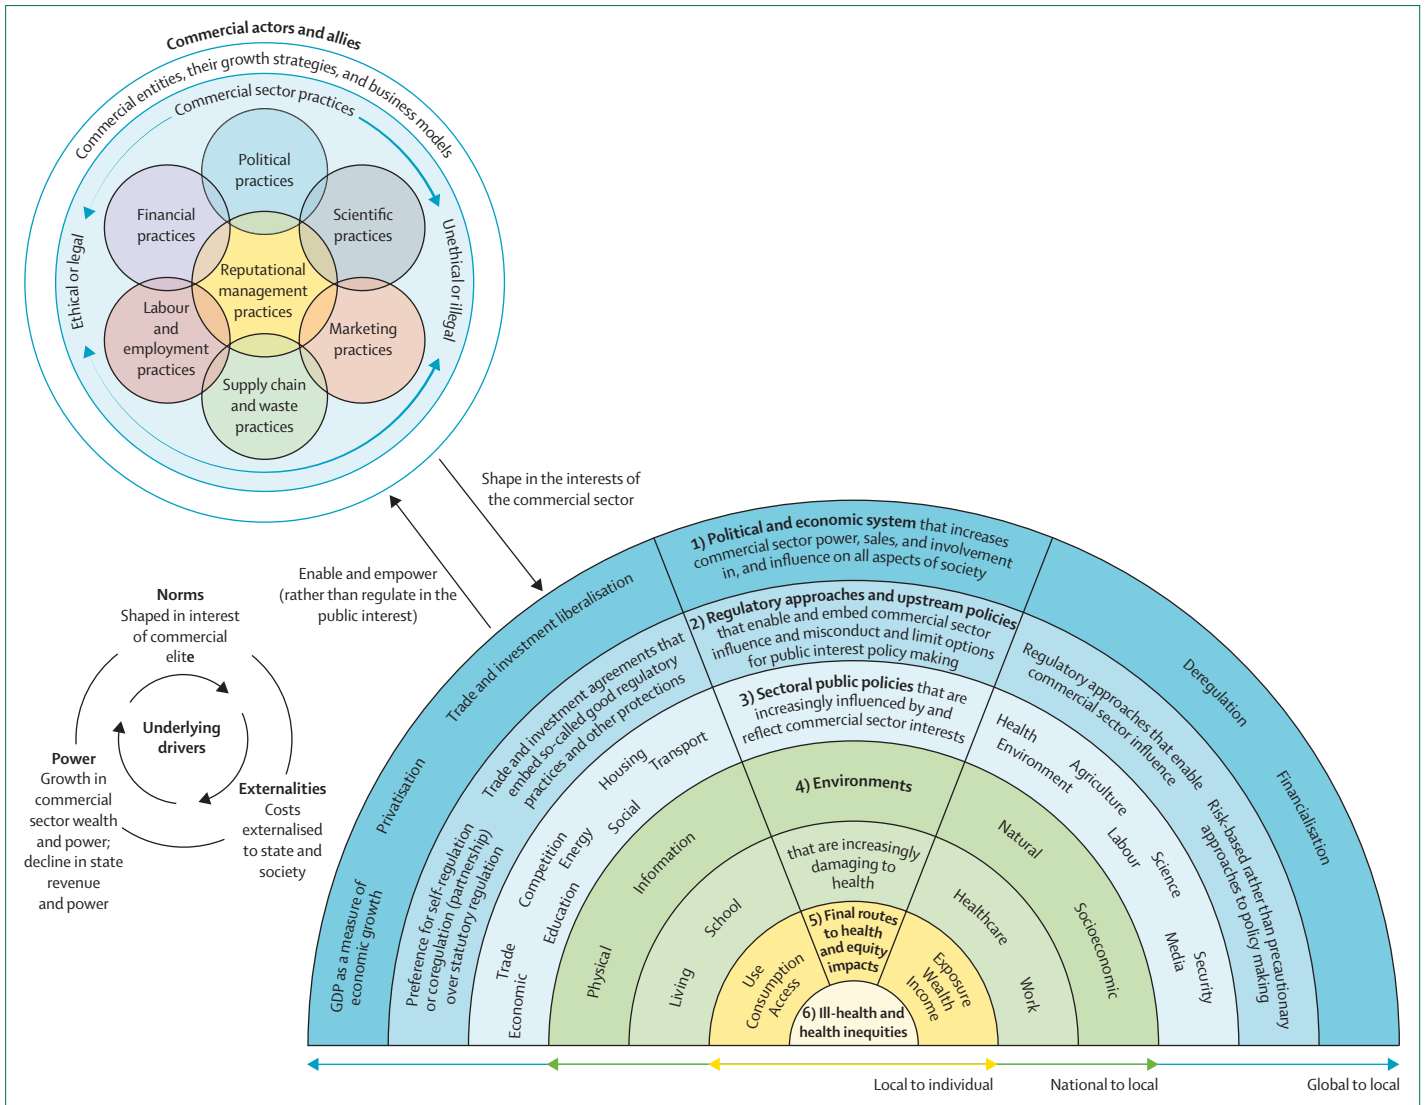 Commercial actors and allies
Commercial entities, their growth strategies, and business models
Commercial sector practices
Ethical or legal
Unethical or illegal
Political
practices
Financial
practices
Scientific
practices
Reputational
management
practices
Labour
and
employment
practices
Marketing
practices
Supply chain
and waste
practices
Shape in the interests of
the commercial sector
Enable and empower
(rather than regulate in the
public interest)
Norms
Shaped in interest
of commercial
elite
Underlying
drivers
Power
Growth in
commercial
sector wealth
and power;
decline in state
revenue
and power
Externalities
Costs
externalised
to state and
society
1) Political and economic system that increases
commercial sector power, sales, and involvement
in, and influence on all aspects of society
GDP as a measure of
economic growth
Privatisation
Trade and investment liberalisation
Deregulation
Financialisation
2) Regulatory approaches and upstream policies
that enable and embed commercial sector
influence and misconduct and limit options
for public interest policy making
Preference for self-regulation
or coregulation (partnership)
over statutory regulation
Trade and investment agreements that
embed so-called good regulatory
practices and other protections
Regulatory approaches that enable
commercial sector influence
Risk-based rather than precautionary
approaches to policy making
3) Sectoral public policies that are
increasingly influenced by and
reflect commercial sector interests
Economic
Trade
Education
Competition
Energy
Social
Housing
Transport
Health
Environment
Agriculture
Labour
Science
Media
Security
4) Environments
Physical
Information
Natural
Socioeconomic
that are increasingly
damaging to
health
Living
School
Healthcare
Work
5) Final routes
to health
and equity
impacts
Use
Consumption
Access
Exposure
Wealth
Income
6) Ill-health and
health inequities
Local to individual
National to local
Global to local